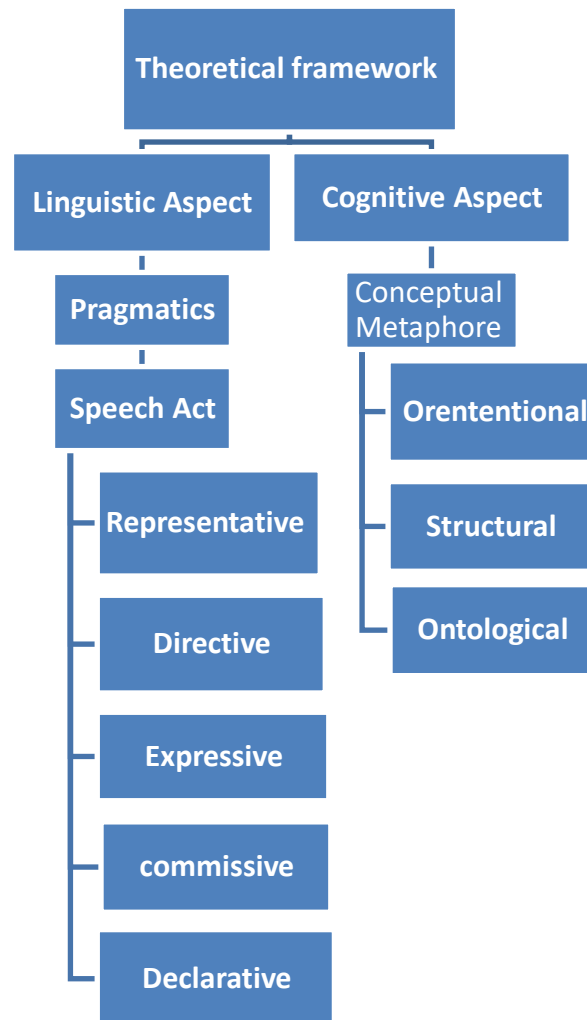 Theoretical framework
Linguistic Aspect
Cognitive Aspect
Pragmatics
Conceptual
Metaphore
Speech Act
Orententional
Representative
Structural
Directive
Ontological
Expressive
commissive
Declarative